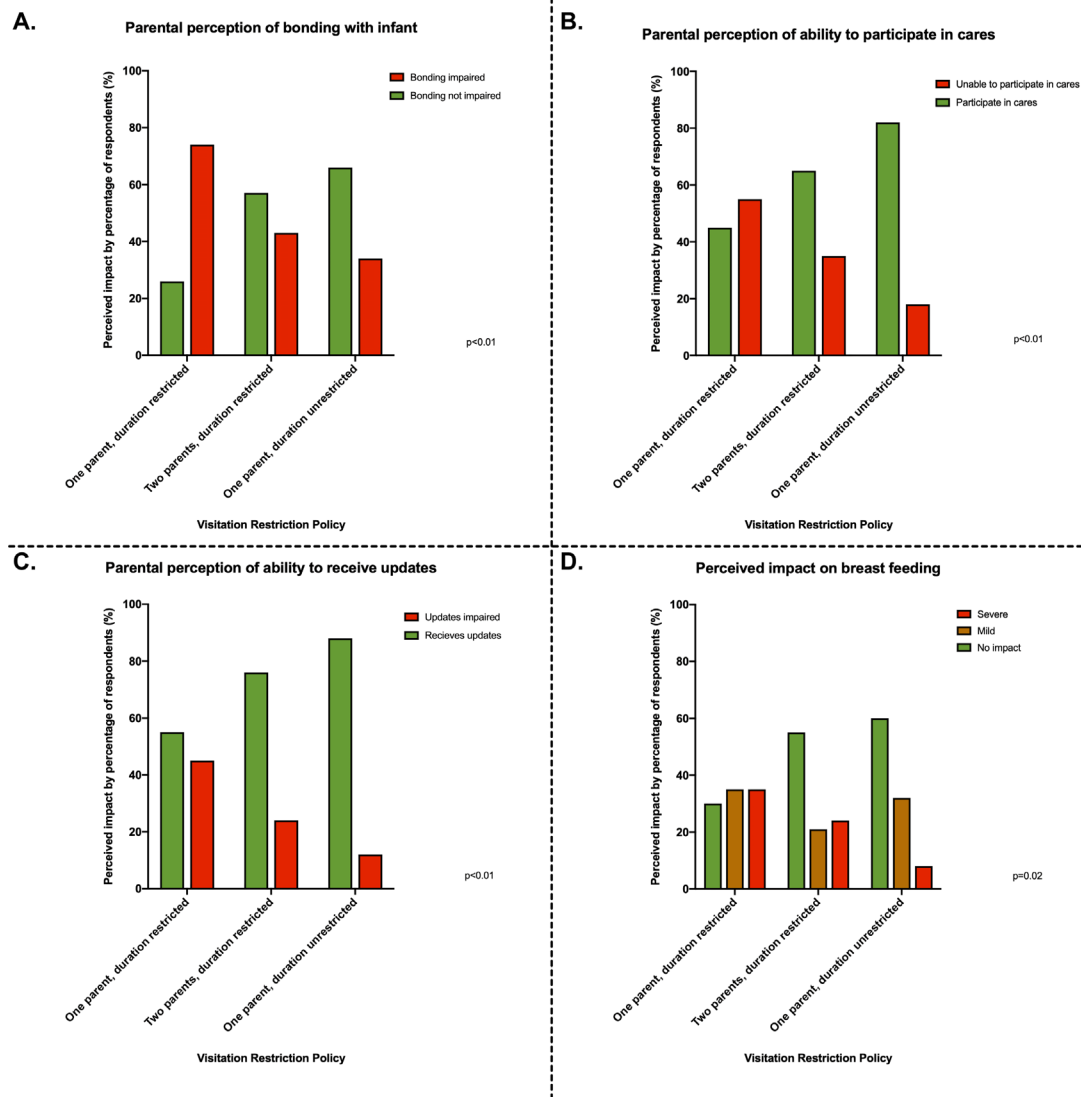 A.
Parental perception of bonding with infant
Perceived impact by percentage of respondents (%)
100
80
60
40
20
0
Bonding impaired
Bonding not impaired
p<0.01
One parent, duration restricted
Two parents, duration restricted
One parent, duration unrestricted
Visitation Restriction Policy
B.
Parental perception of ability to participate in cares
Perceived impact by percentage of respondents (%)
100
80
60
40
20
0
Unable to participate in cares
Participate in cares
p<0.01
One parent, duration restricted
Two parents, duration restricted
One parent, duration unrestricted
Visitation Restriction Policy
C.
Parental perception of ability to receive updates
Perceived impact by percentage of respondents (%)
100
80
60
40
20
0
Updates impaired
Recieves updates
p<0.01
One parent, duration restricted
Two parents, duration restricted
One parent, duration unrestricted
Visitation Restriction Policy
D.
Perceived impact on breast feeding
Perceived impact by percentage of respondents (%)
100
80
60
40
20
0
Severe
Mild
No impact
p=0.02
One parent, duration restricted
Two parents, duration restricted
One parent, duration unrestricted
Visitation Restriction Policy